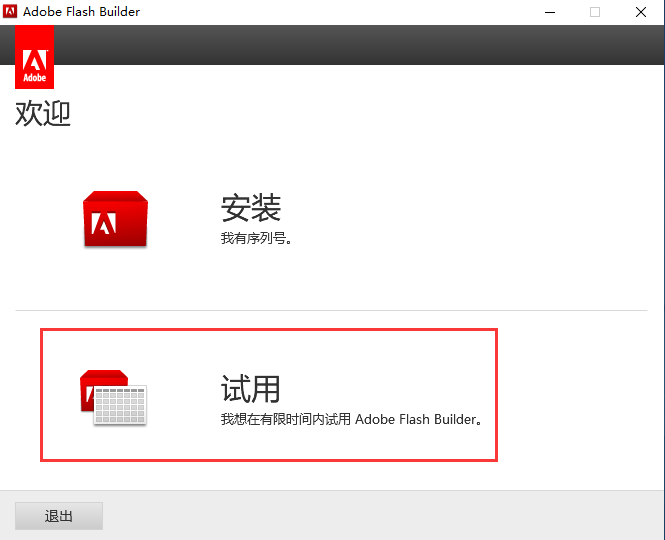 Adobe Flash Builder
Adobe
欢迎
安装
我有序列号。
试用
我想在有限时间内试用 Adobe Flash Builder。
退出